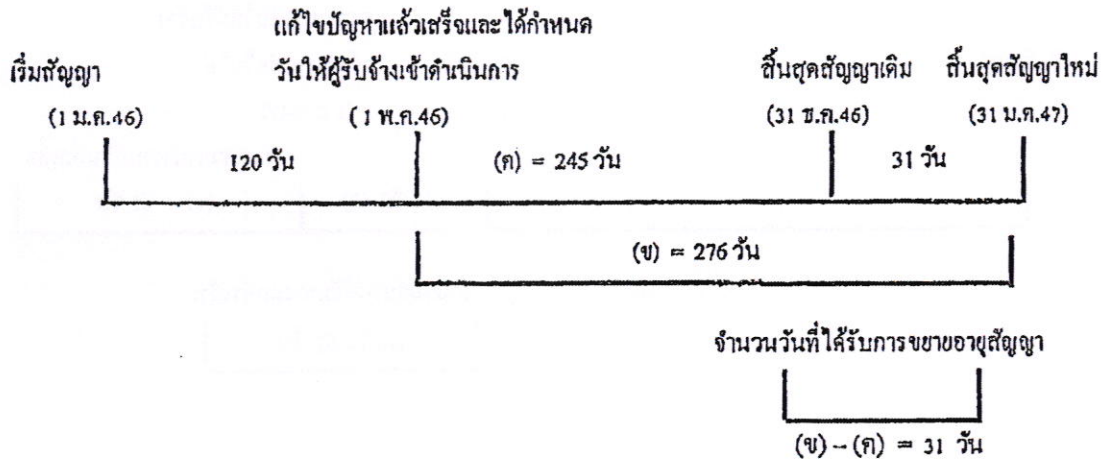 แก้ไขปัญหาแล้วเสร็จและได้กำหนด
เริ่มสัญญา วันให้ผู้รับจ้างเข้าดำเนินการ สิ้นสุดสัญญาเดิม สิ้นสุดสัญญาใหม่
(1 ม.ค.46) (1 พ.ค.46) (31 ธ.ค.46) (31 ม.ค.47)
120 วัน (ค) = 245 วัน 31 วัน
(ข) = 276 วัน
จำนวนวันที่ได้รับการขยายอายุสัญญา
(ข) – (ค) = 31 วัน